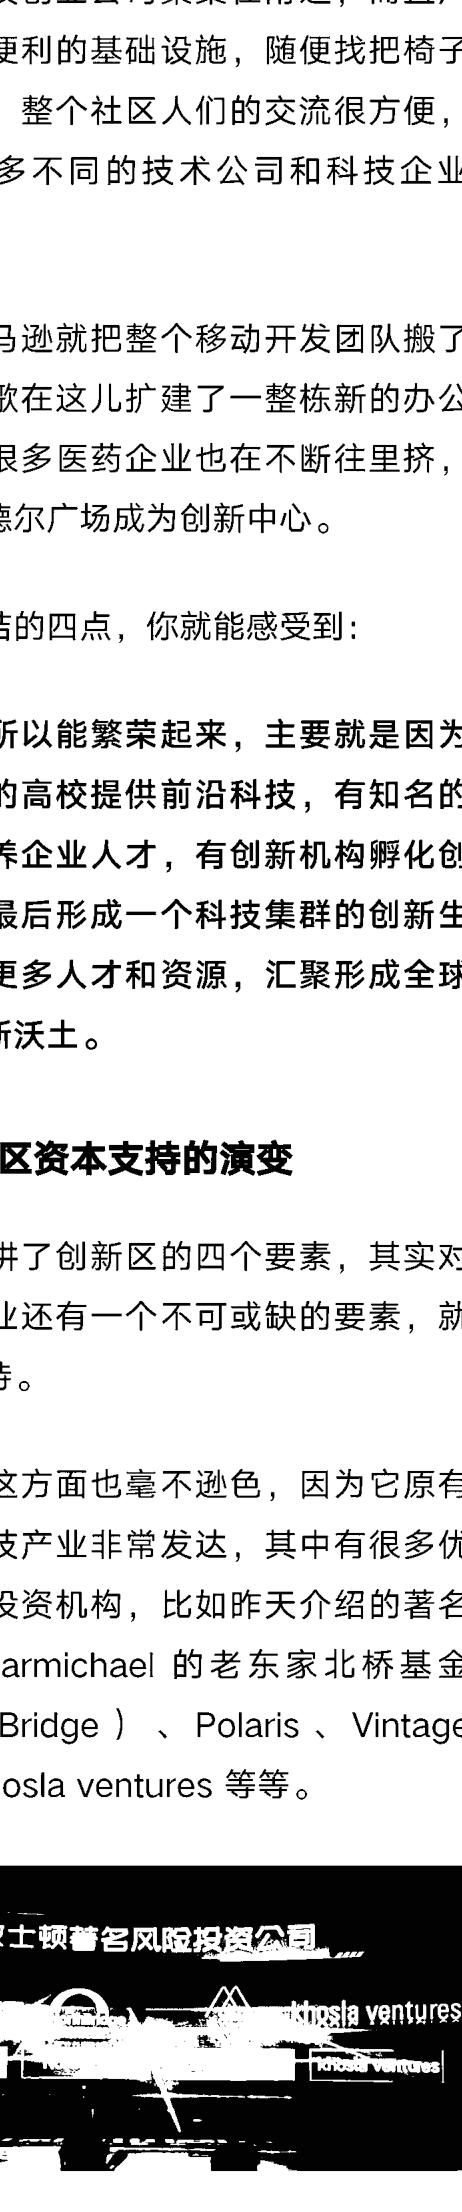 便利的基础设施，随便找把椅子
整个社区人们的交流很方便，
多不同的技术公司和科技企业
马逊就把整个移动开发团队搬了
歌在这儿扩建了一整栋新的办公
很多医药企业也在不断往里挤，
德尔广场成为创新中心。
结的四点，你就能感受到：
所以能繁荣起来，主要就是因为
的高校提供前沿科技，有知名的
养企业人才，有创新机构孵化创
最后形成一个科技集群的创新生
更多人才和资源，汇聚形成全球
新沃土。
区资本支持的演变
讲了创新区的四个要素，其实对
业还有一个不可或缺的要素，就
持。
这方面也毫不逊色，因为它原有
技产业非常发达，其中有很多优
投资机构，比如昨天介绍的著名
armichael 的老东家北桥基金
Bridge ） 、 Polaris 、 Vintage
osla ventures 等等。
士顿著名风险投资公司
khosla ventures
khosla ventures